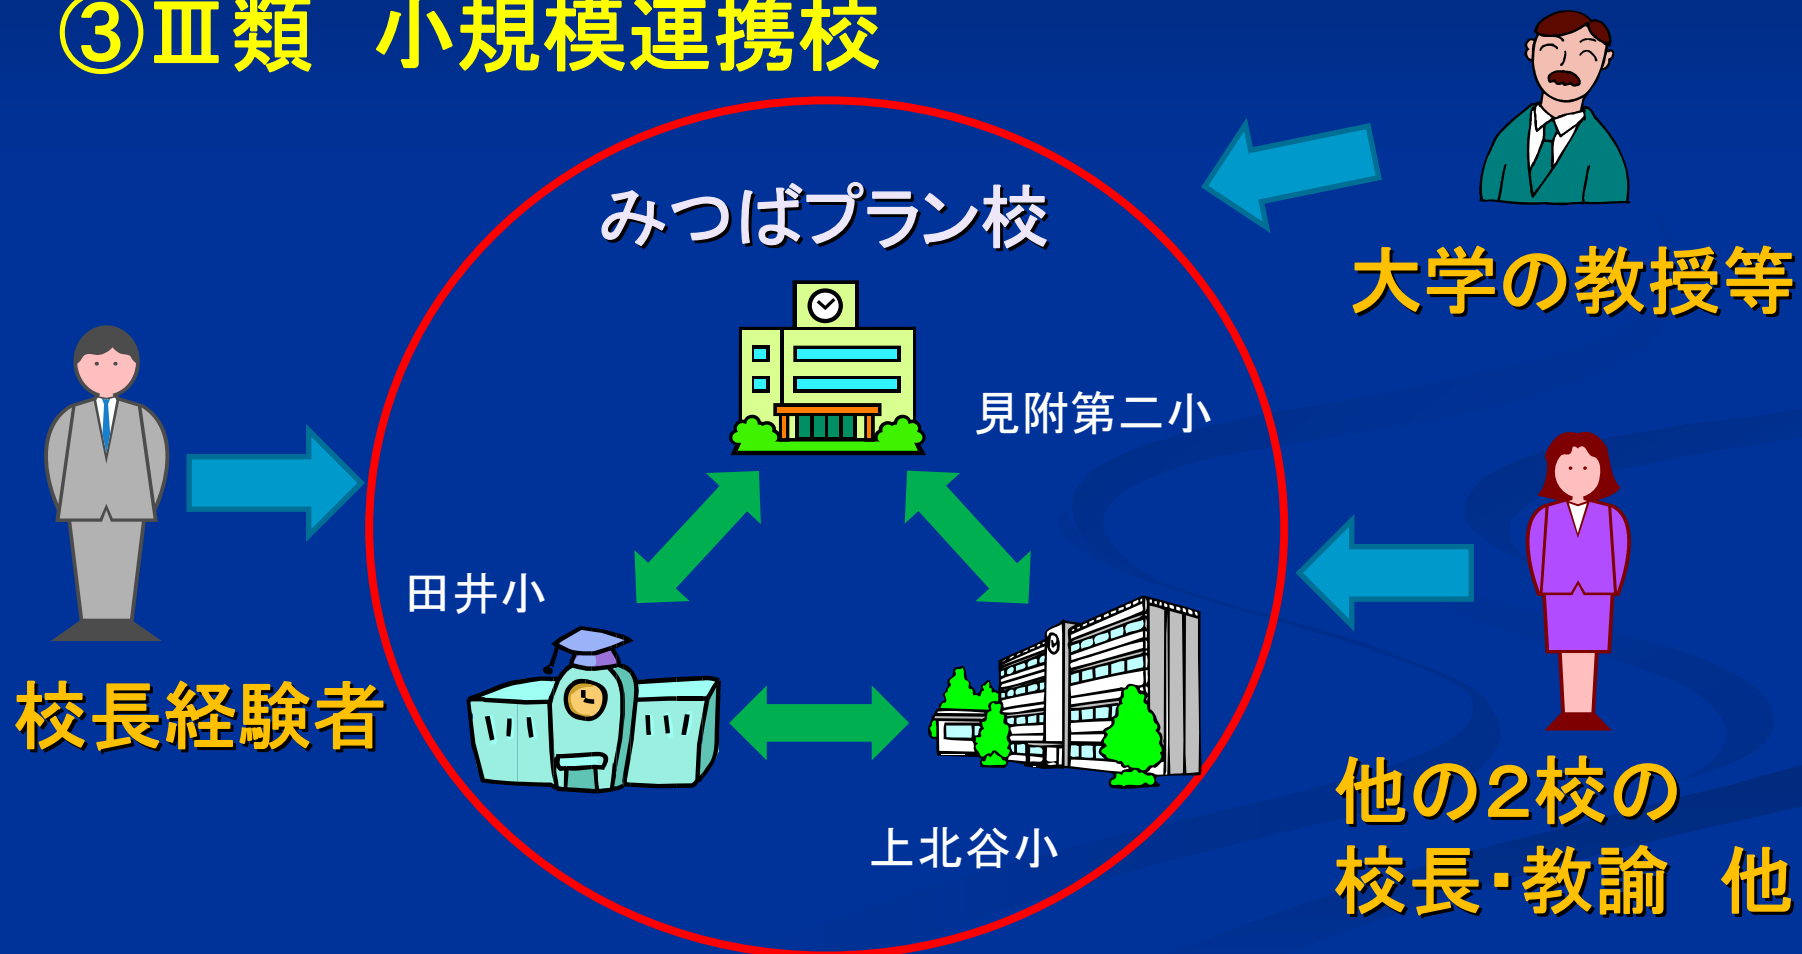 ③Ⅲ類　小規模連携校
みつばプラン校
大学の教授等
見附第二小
田井小
校長経験者
上北谷小
他の２校の
校長・教諭　他